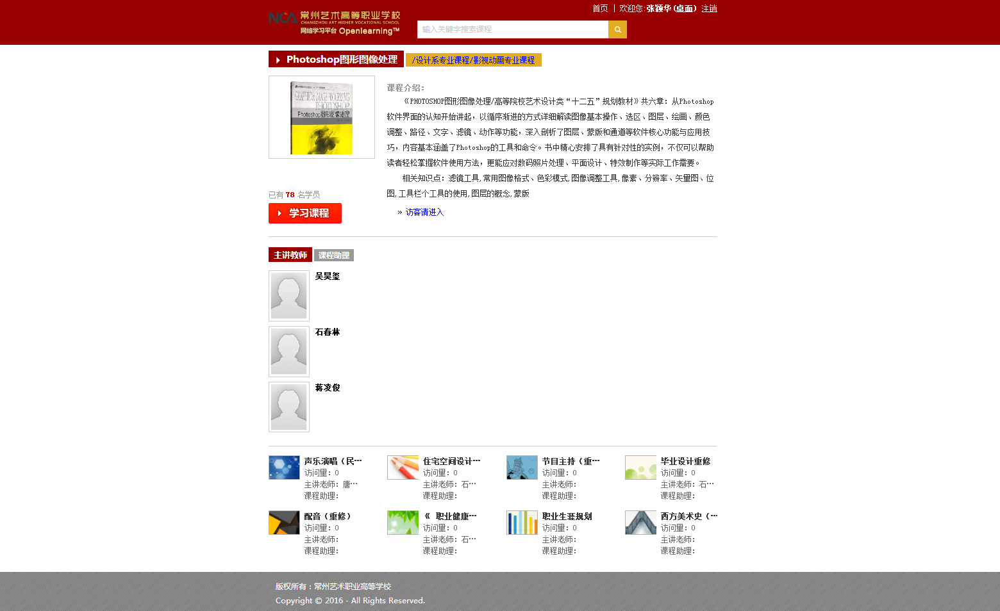 首页 | 欢迎您:张颖华(桌面) 注销
NCA 常州艺术高等职业学校
CHANGZHOU ART HIGHER VOCATIONAL SCHOOL
网络学习平台 Openlearning™
输入关键字搜索课程
Photoshop图形图像处理 /设计系专业课程/影视动画专业课程
GRAPHIC & IMAGE PROCESSING
PHOTOSHOP
Photoshop图形图像处理
课程介绍：
《PHOTOSHOP图形图像处理/高等院校艺术设计类“十二五”规划教材》共六章：从Photoshop
软件界面的认知开始讲起，以循序渐进的方式详细解读图像基本操作、选区、图层、绘画、颜色
调整、路径、文字、滤镜、动作等功能，深入剖析了图层、蒙版和通道等软件核心功能与应用技
巧，内容基本涵盖了Photoshop的工具和命令。书中精心安排了具有针对性的实例，不仅可以帮助
读者轻松掌握软件使用方法，更能应对数码照片处理、平面设计、特效制作等实际工作需要。
相关知识点：滤镜工具,常用图像格式、色彩模式,图像调整工具,像素、分辨率、矢量图、位
图,工具栏个工具的使用,图层的概念,蒙版
» 访客请进入
已有 78 名学员
学习课程
主讲教师 课程助理
吴昊玺
石春林
蒋凌俊
声乐演唱（民…
访问量：0
主讲老师：唐…
课程助理：
住宅空间设计…
访问量：0
主讲老师：石…
课程助理：
节目主持（重…
访问量：0
主讲老师：
课程助理：
毕业设计重修
访问量：0
主讲老师：石…
课程助理：
配音（重修）
访问量：0
主讲老师：
课程助理：
《 职业健康…
访问量：0
主讲老师：石…
课程助理：
职业生涯规划
访问量：0
主讲老师：
课程助理：
西方美术史（…
访问量：0
主讲老师：
课程助理：
版权所有：常州艺术职业高等学校
Copyright © 2016 - All Rights Reserved.